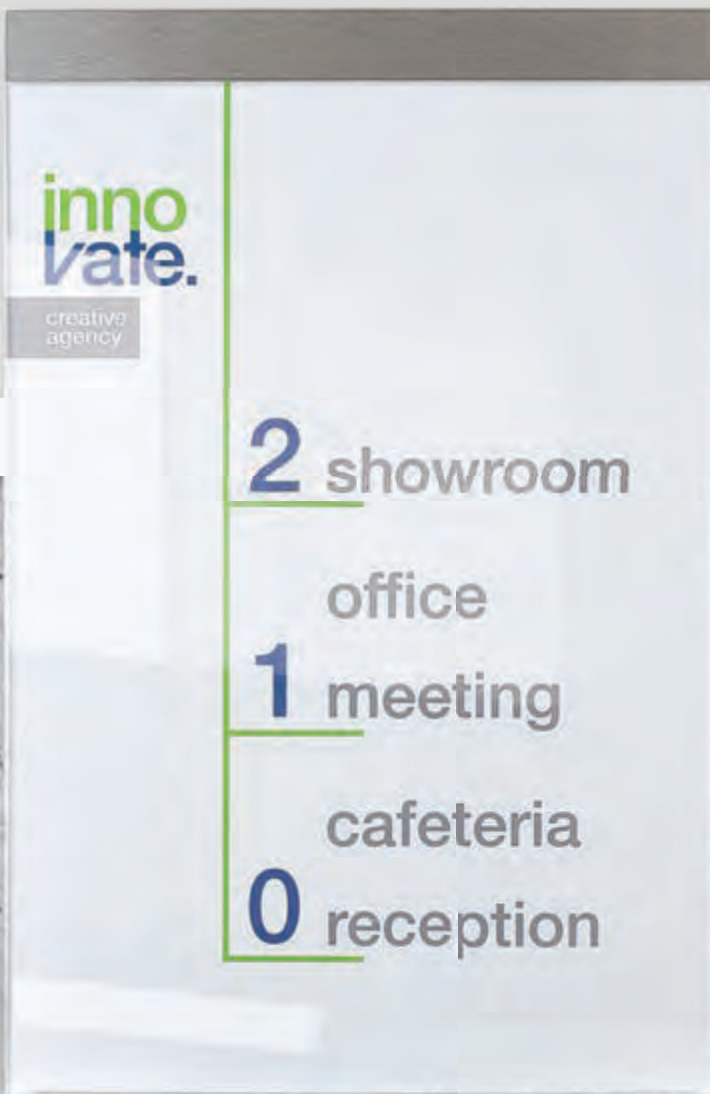 inno
vate.
creative
agency
2 showroom
office
1 meeting
cafeteria
0 reception